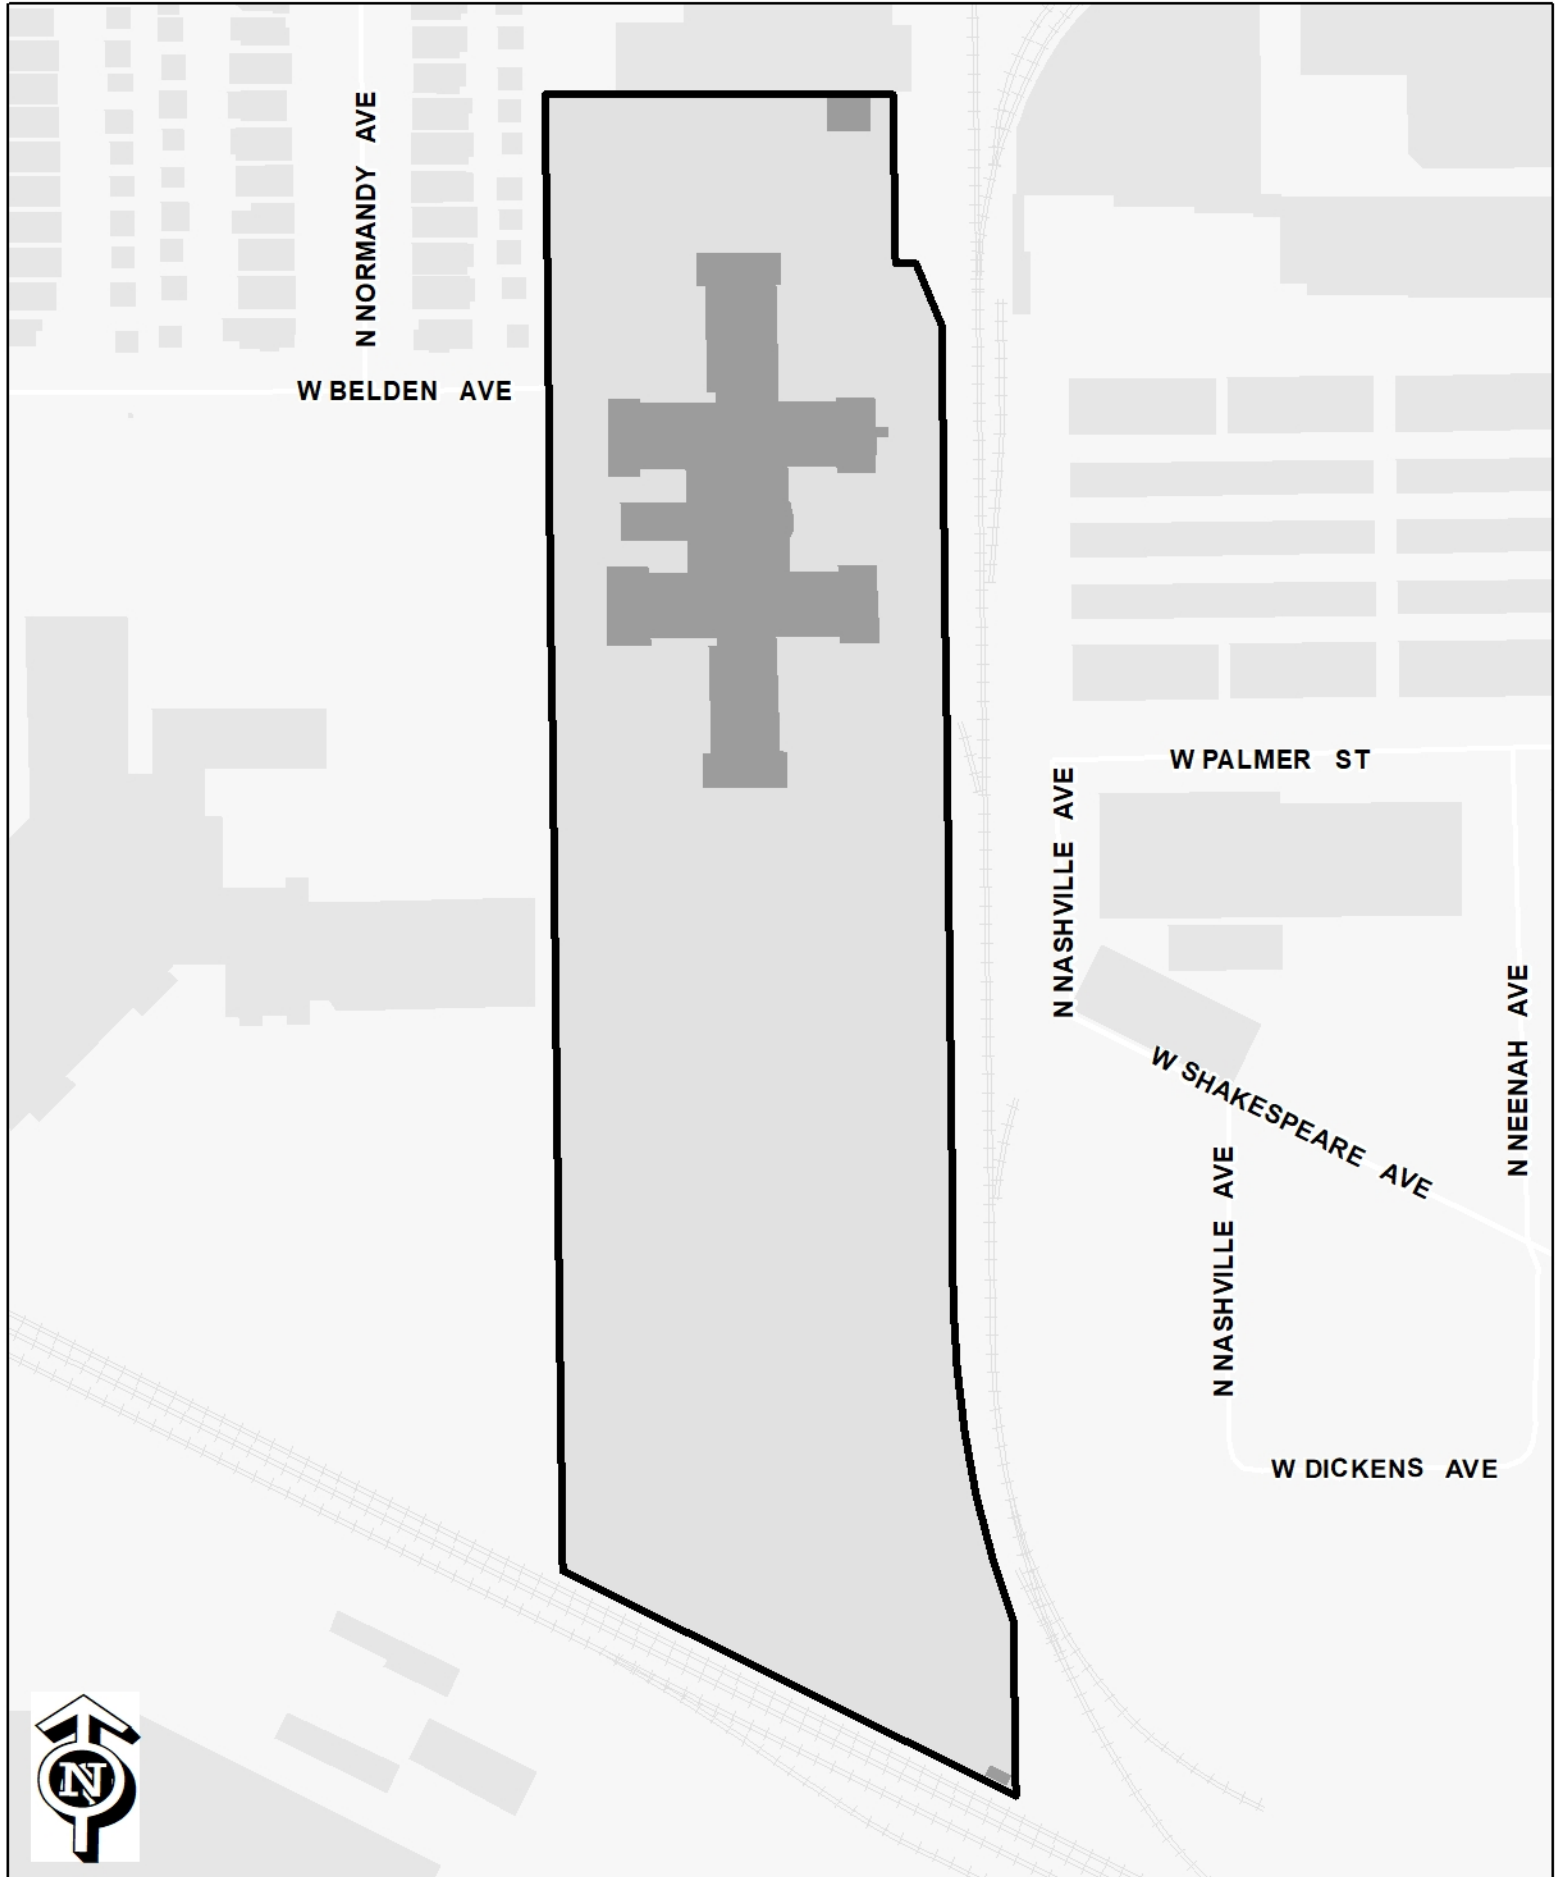 N NORMANDY AVE
W BELDEN AVE
W PALMER ST
N NASHVILLE AVE
N NEENAH AVE
W SHAKESPEARE AVE
N NASHVILLE AVE
W DICKENS AVE
N